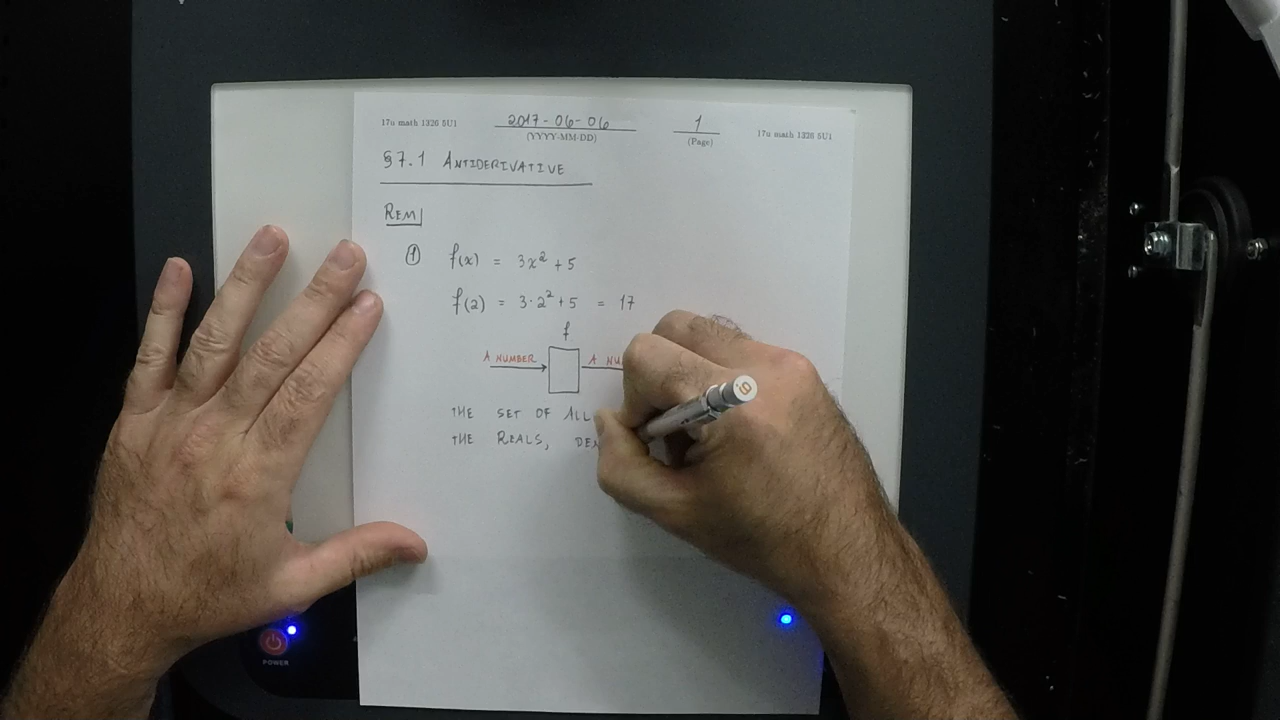 17u math 1326 5U1 2017-06-06 1 17u math 1326 5U1
(YYYY-MM-DD) (Page)
§7.1 ANTIDERIVATIVE
REM
① f(x) = 3x² + 5
f(2) = 3·2² + 5 = 17
f
A NUMBER A NU
THE SET OF ALL
THE REALS, DEN
POWER